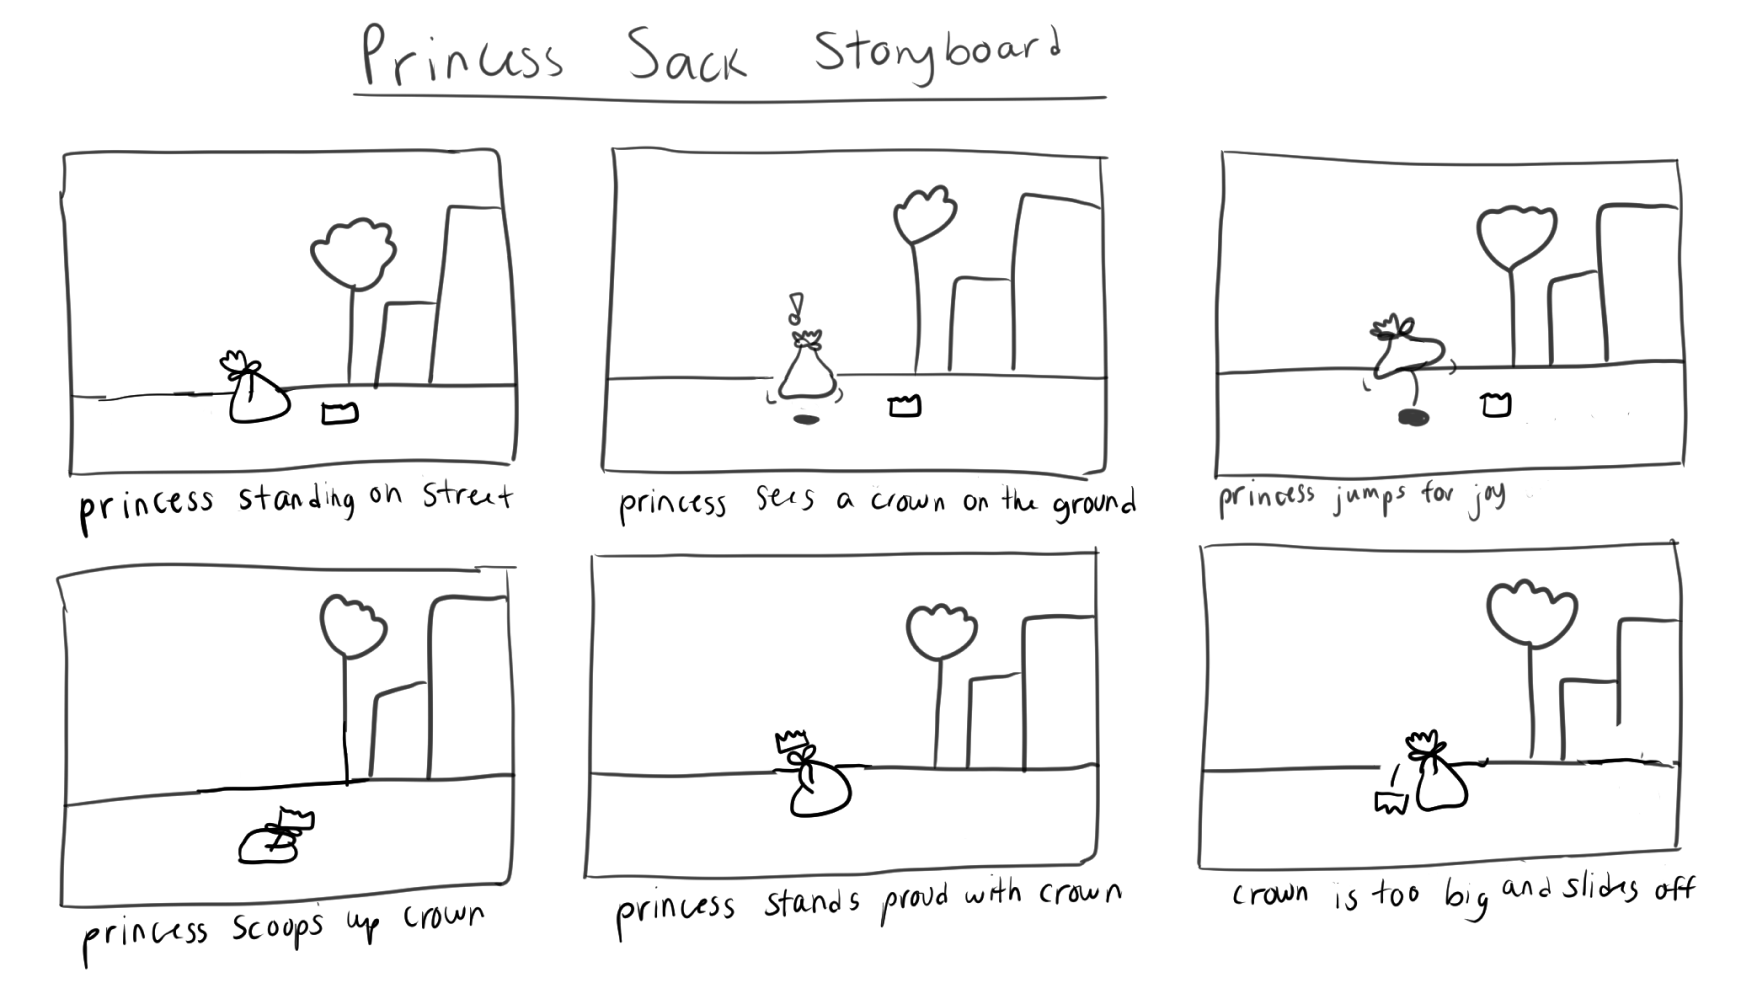 Princess Sack Storyboard
princess standing on street
princess sees a crown on the ground
princess jumps for joy
princess scoops up crown
princess stands proud with crown
crown is too big and slides off